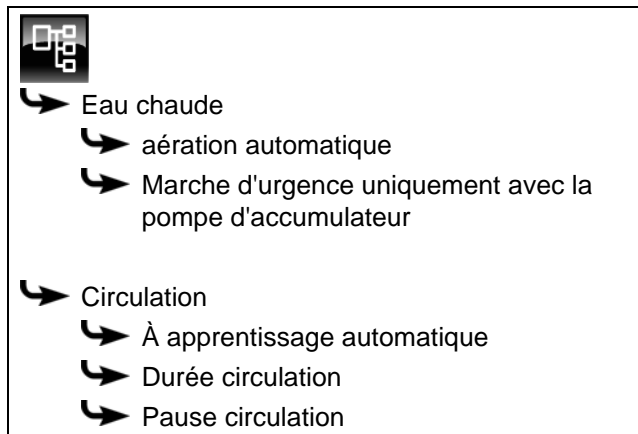 Eau chaude
aération automatique
Marche d'urgence uniquement avec la
pompe d'accumulateur
Circulation
À apprentissage automatique
Durée circulation
Pause circulation